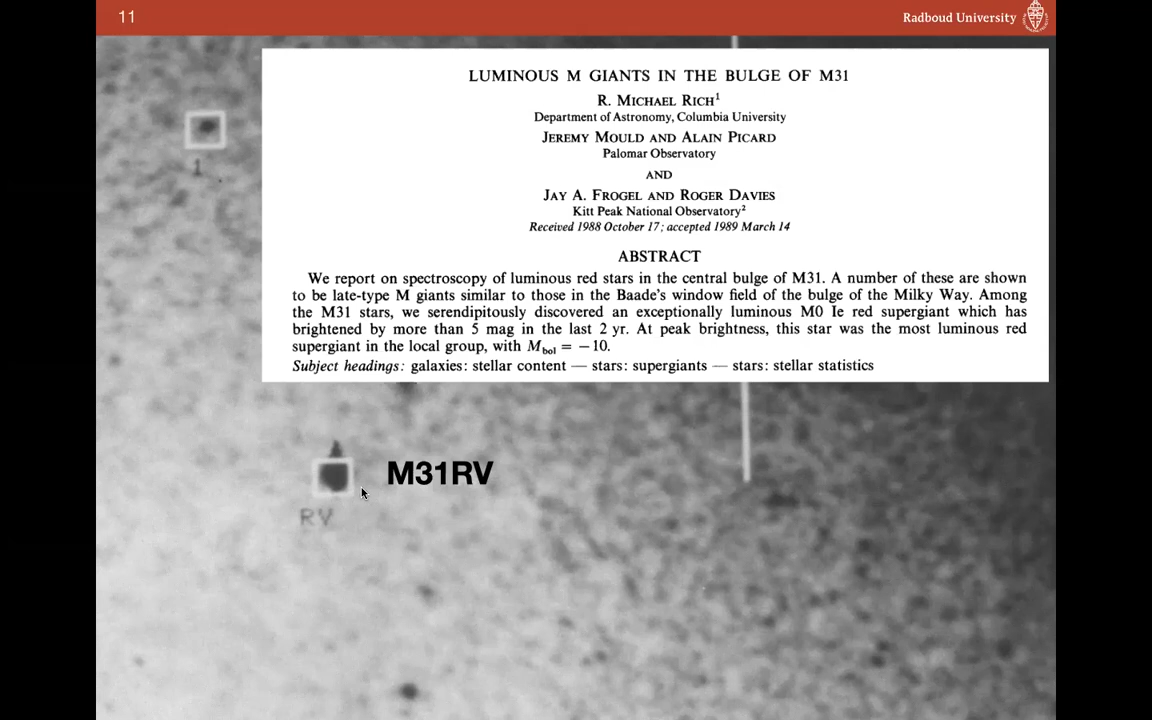 11
Radboud University
LUMINOUS M GIANTS IN THE BULGE OF M31
R. MICHAEL RICH¹
Department of Astronomy, Columbia University
JEREMY MOULD AND ALAIN PICARD
Palomar Observatory
AND
JAY A. FROGEL AND ROGER DAVIES
Kitt Peak National Observatory²
Received 1988 October 17; accepted 1989 March 14
ABSTRACT
We report on spectroscopy of luminous red stars in the central bulge of M31. A number of these are shown
to be late-type M giants similar to those in the Baade's window field of the bulge of the Milky Way. Among
the M31 stars, we serendipitously discovered an exceptionally luminous M0 Ie red supergiant which has
brightened by more than 5 mag in the last 2 yr. At peak brightness, this star was the most luminous red
supergiant in the local group, with M_bol = −10.
Subject headings: galaxies: stellar content — stars: supergiants — stars: stellar statistics
1
M31RV
RV